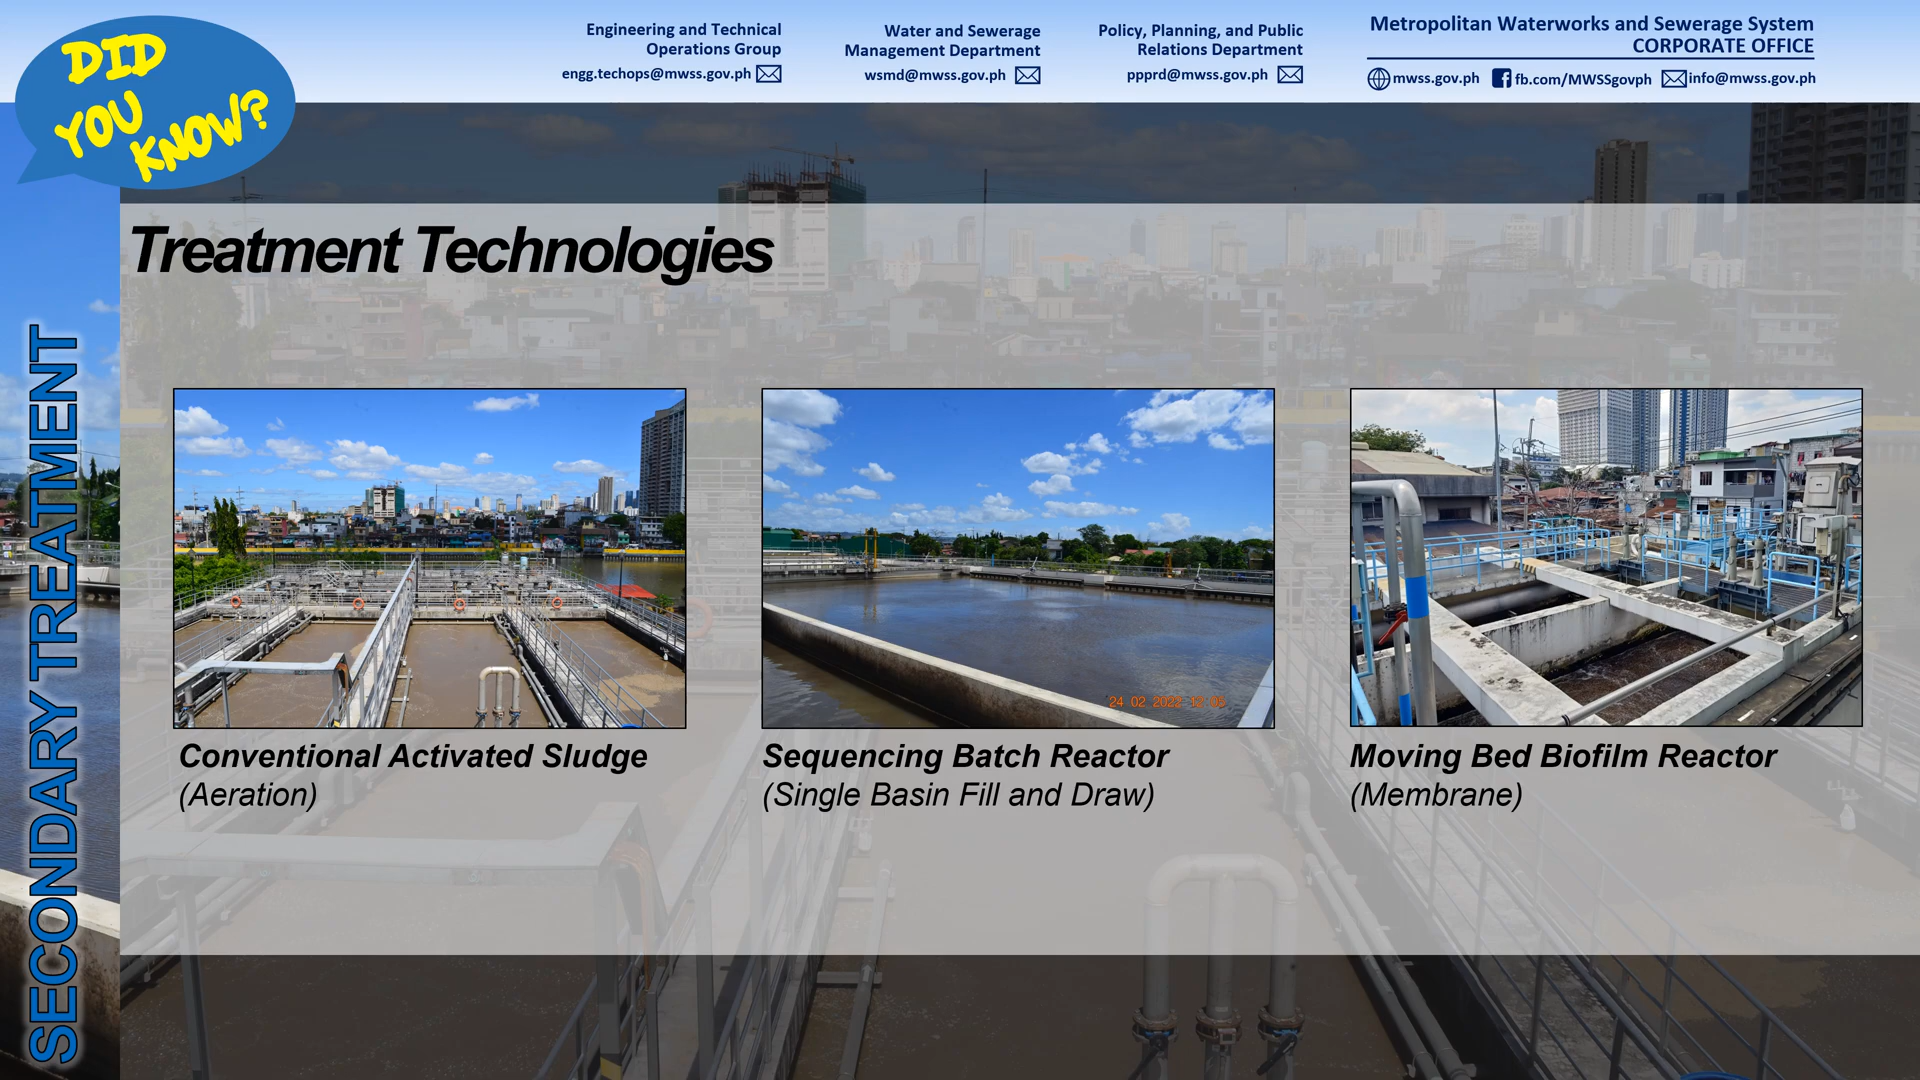 DID
YOU
KNOW?
Engineering and Technical
Operations Group
engg.techops@mwss.gov.ph
Water and Sewerage
Management Department
wsmd@mwss.gov.ph
Policy, Planning, and Public
Relations Department
ppprd@mwss.gov.ph
Metropolitan Waterworks and Sewerage System
CORPORATE OFFICE
mwss.gov.ph fb.com/MWSSgovph info@mwss.gov.ph
SECONDARY TREATMENT
Treatment Technologies
Conventional Activated Sludge
(Aeration)
24 02 2022
Sequencing Batch Reactor
(Single Basin Fill and Draw)
Moving Bed Biofilm Reactor
(Membrane)